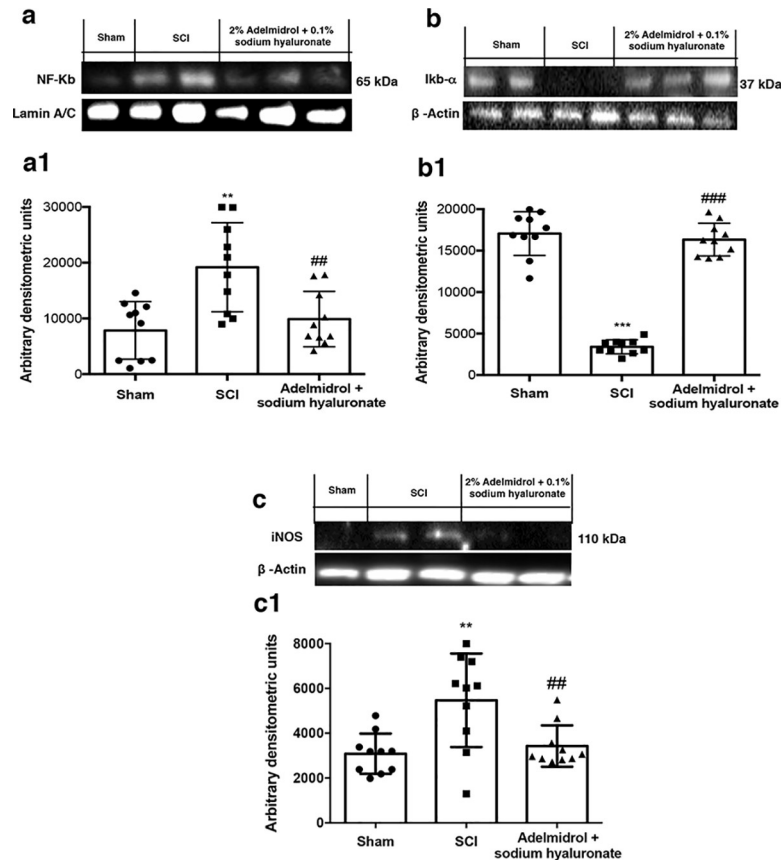 a
Sham SCI 2% Adelmidrol + 0.1%
sodium hyaluronate
NF-Kb 65 kDa
Lamin A/C
a1
Arbitrary densitometric units
30000
20000
10000
0
**
##
Sham SCI Adelmidrol +
sodium hyaluronate
b
Sham SCI 2% Adelmidrol + 0.1%
sodium hyaluronate
Ikb-α 37 kDa
β -Actin
b1
Arbitrary densitometric units
20000
15000
10000
5000
0
***
###
Sham SCI Adelmidrol +
sodium hyaluronate
c
Sham SCI 2% Adelmidrol + 0.1%
sodium hyaluronate
iNOS 110 kDa
β -Actin
c1
Arbitrary densitometric units
8000
6000
4000
2000
0
**
##
Sham SCI Adelmidrol +
sodium hyaluronate